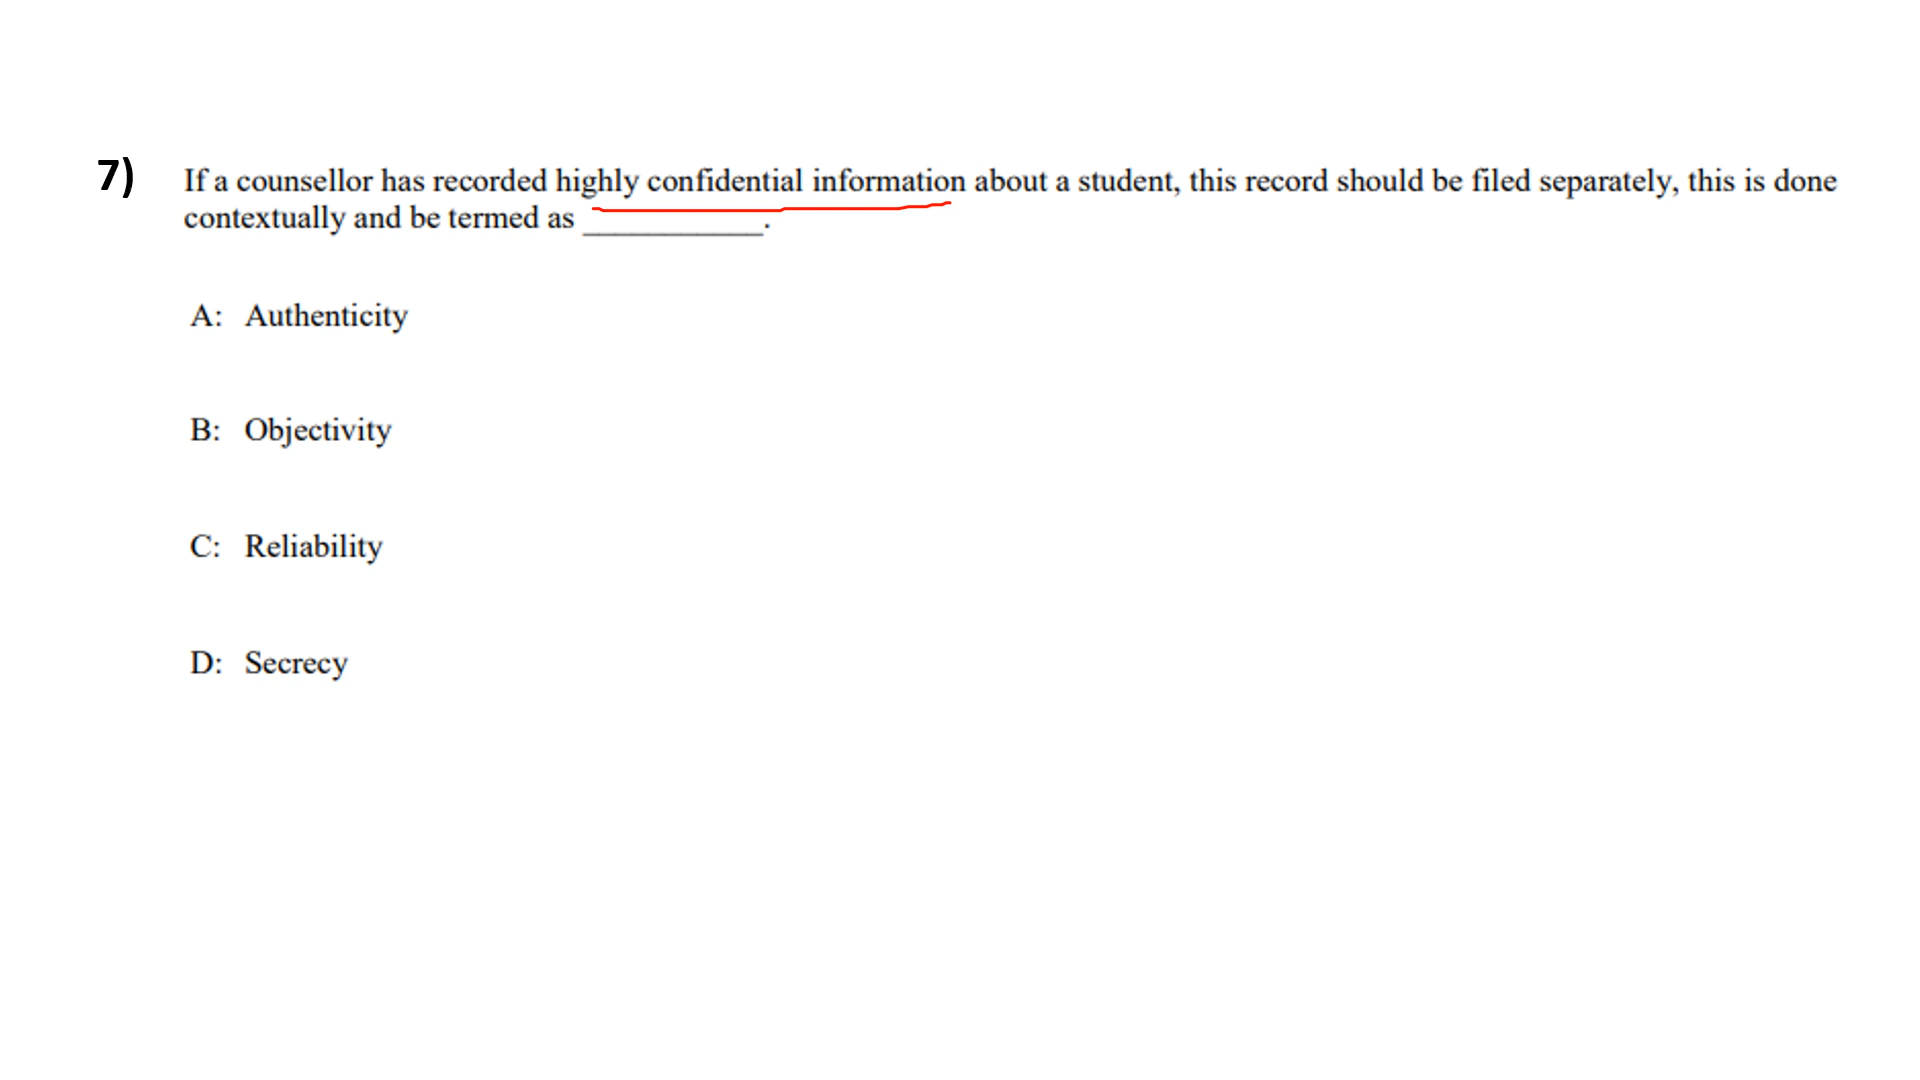 7) If a counsellor has recorded highly confidential information about a student, this record should be filed separately, this is done
contextually and be termed as ___________.
A: Authenticity
B: Objectivity
C: Reliability
D: Secrecy